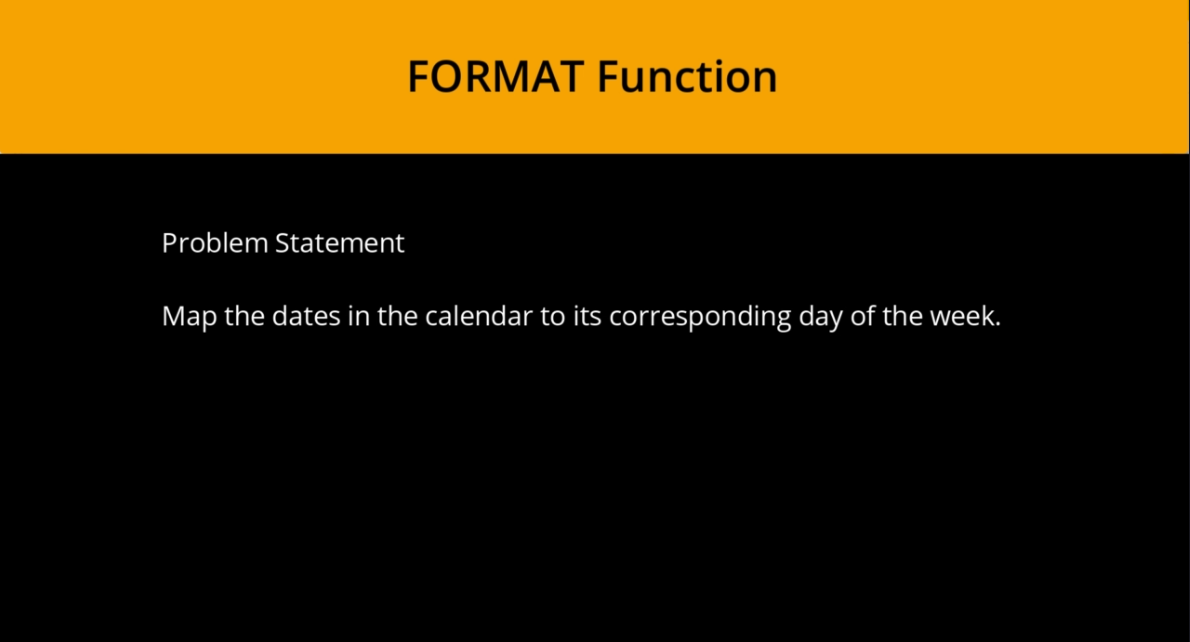 FORMAT Function
Problem Statement
Map the dates in the calendar to its corresponding day of the week.